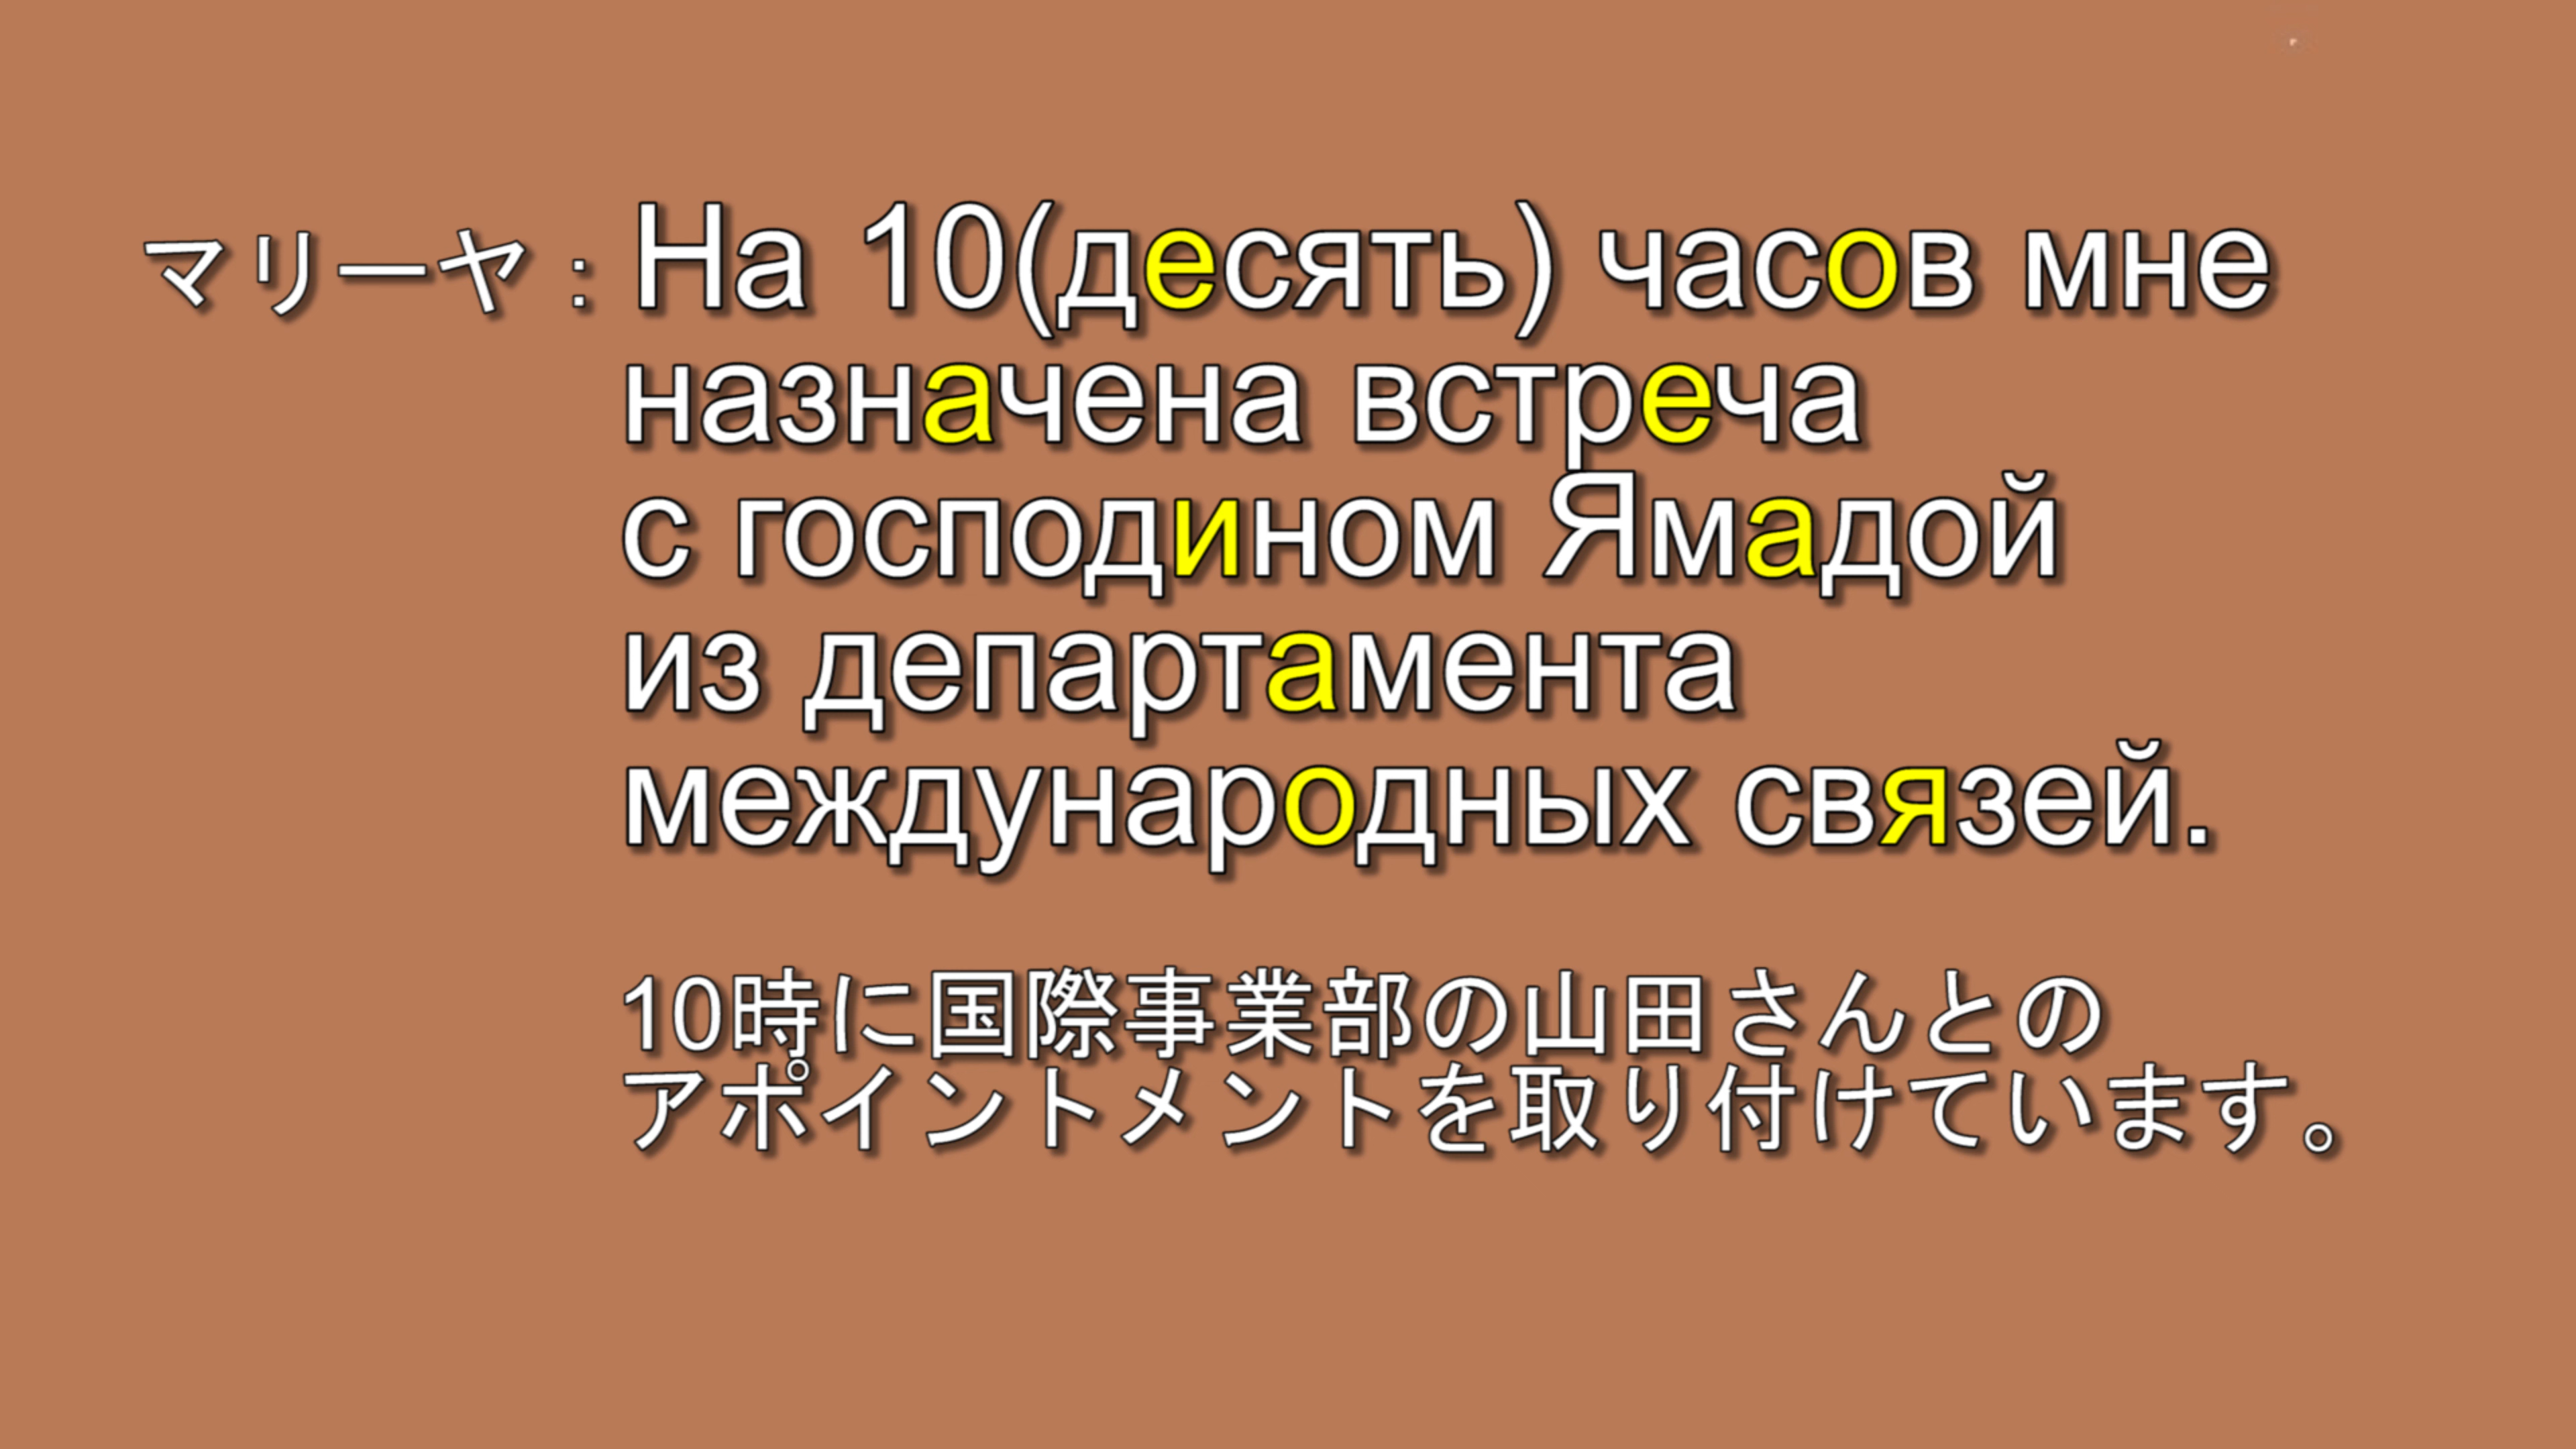 マリーヤ：На 10(десять) часов мне
назначена встреча
с господином Ямадой
из департамента
международных связей.
10時に国際事業部の山田さんとの
アポイントメントを取り付けています。